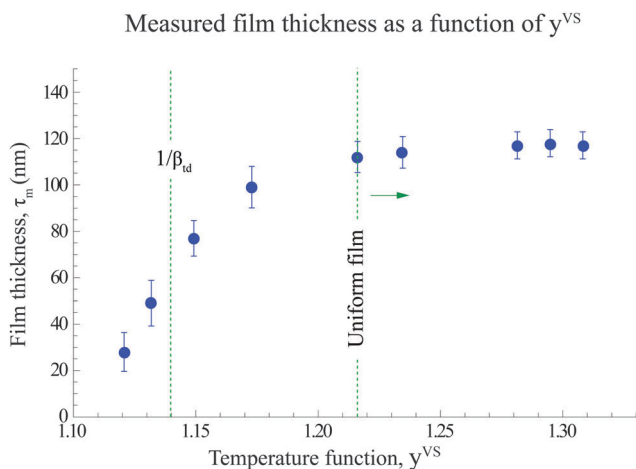 Measured film thickness as a function of y^VS
Film thickness, τ_m (nm)
140
120
100
80
60
40
20
0
1/β_td
Uniform film
1.10
1.15
1.20
1.25
1.30
Temperature function, y^VS